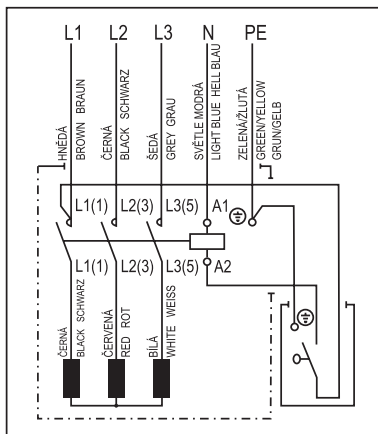 L1 L2 L3 N PE
HNĚDÁ
BROWN BRAUN
ČERNÁ
BLACK SCHWARZ
ŠEDÁ
GREY GRAU
SVĚTLE MODRÁ
LIGHT BLUE HELL BLAU
ZELENÁ/ŽLUTÁ
GREEN/YELLOW
GRUN/GELB
L1(1) L2(3) L3(5) A1
L1(1) L2(3) L3(5) A2
ČERNÁ
BLACK SCHWARZ
ČERVENÁ
RED ROT
BÍLÁ
WHITE WEISS